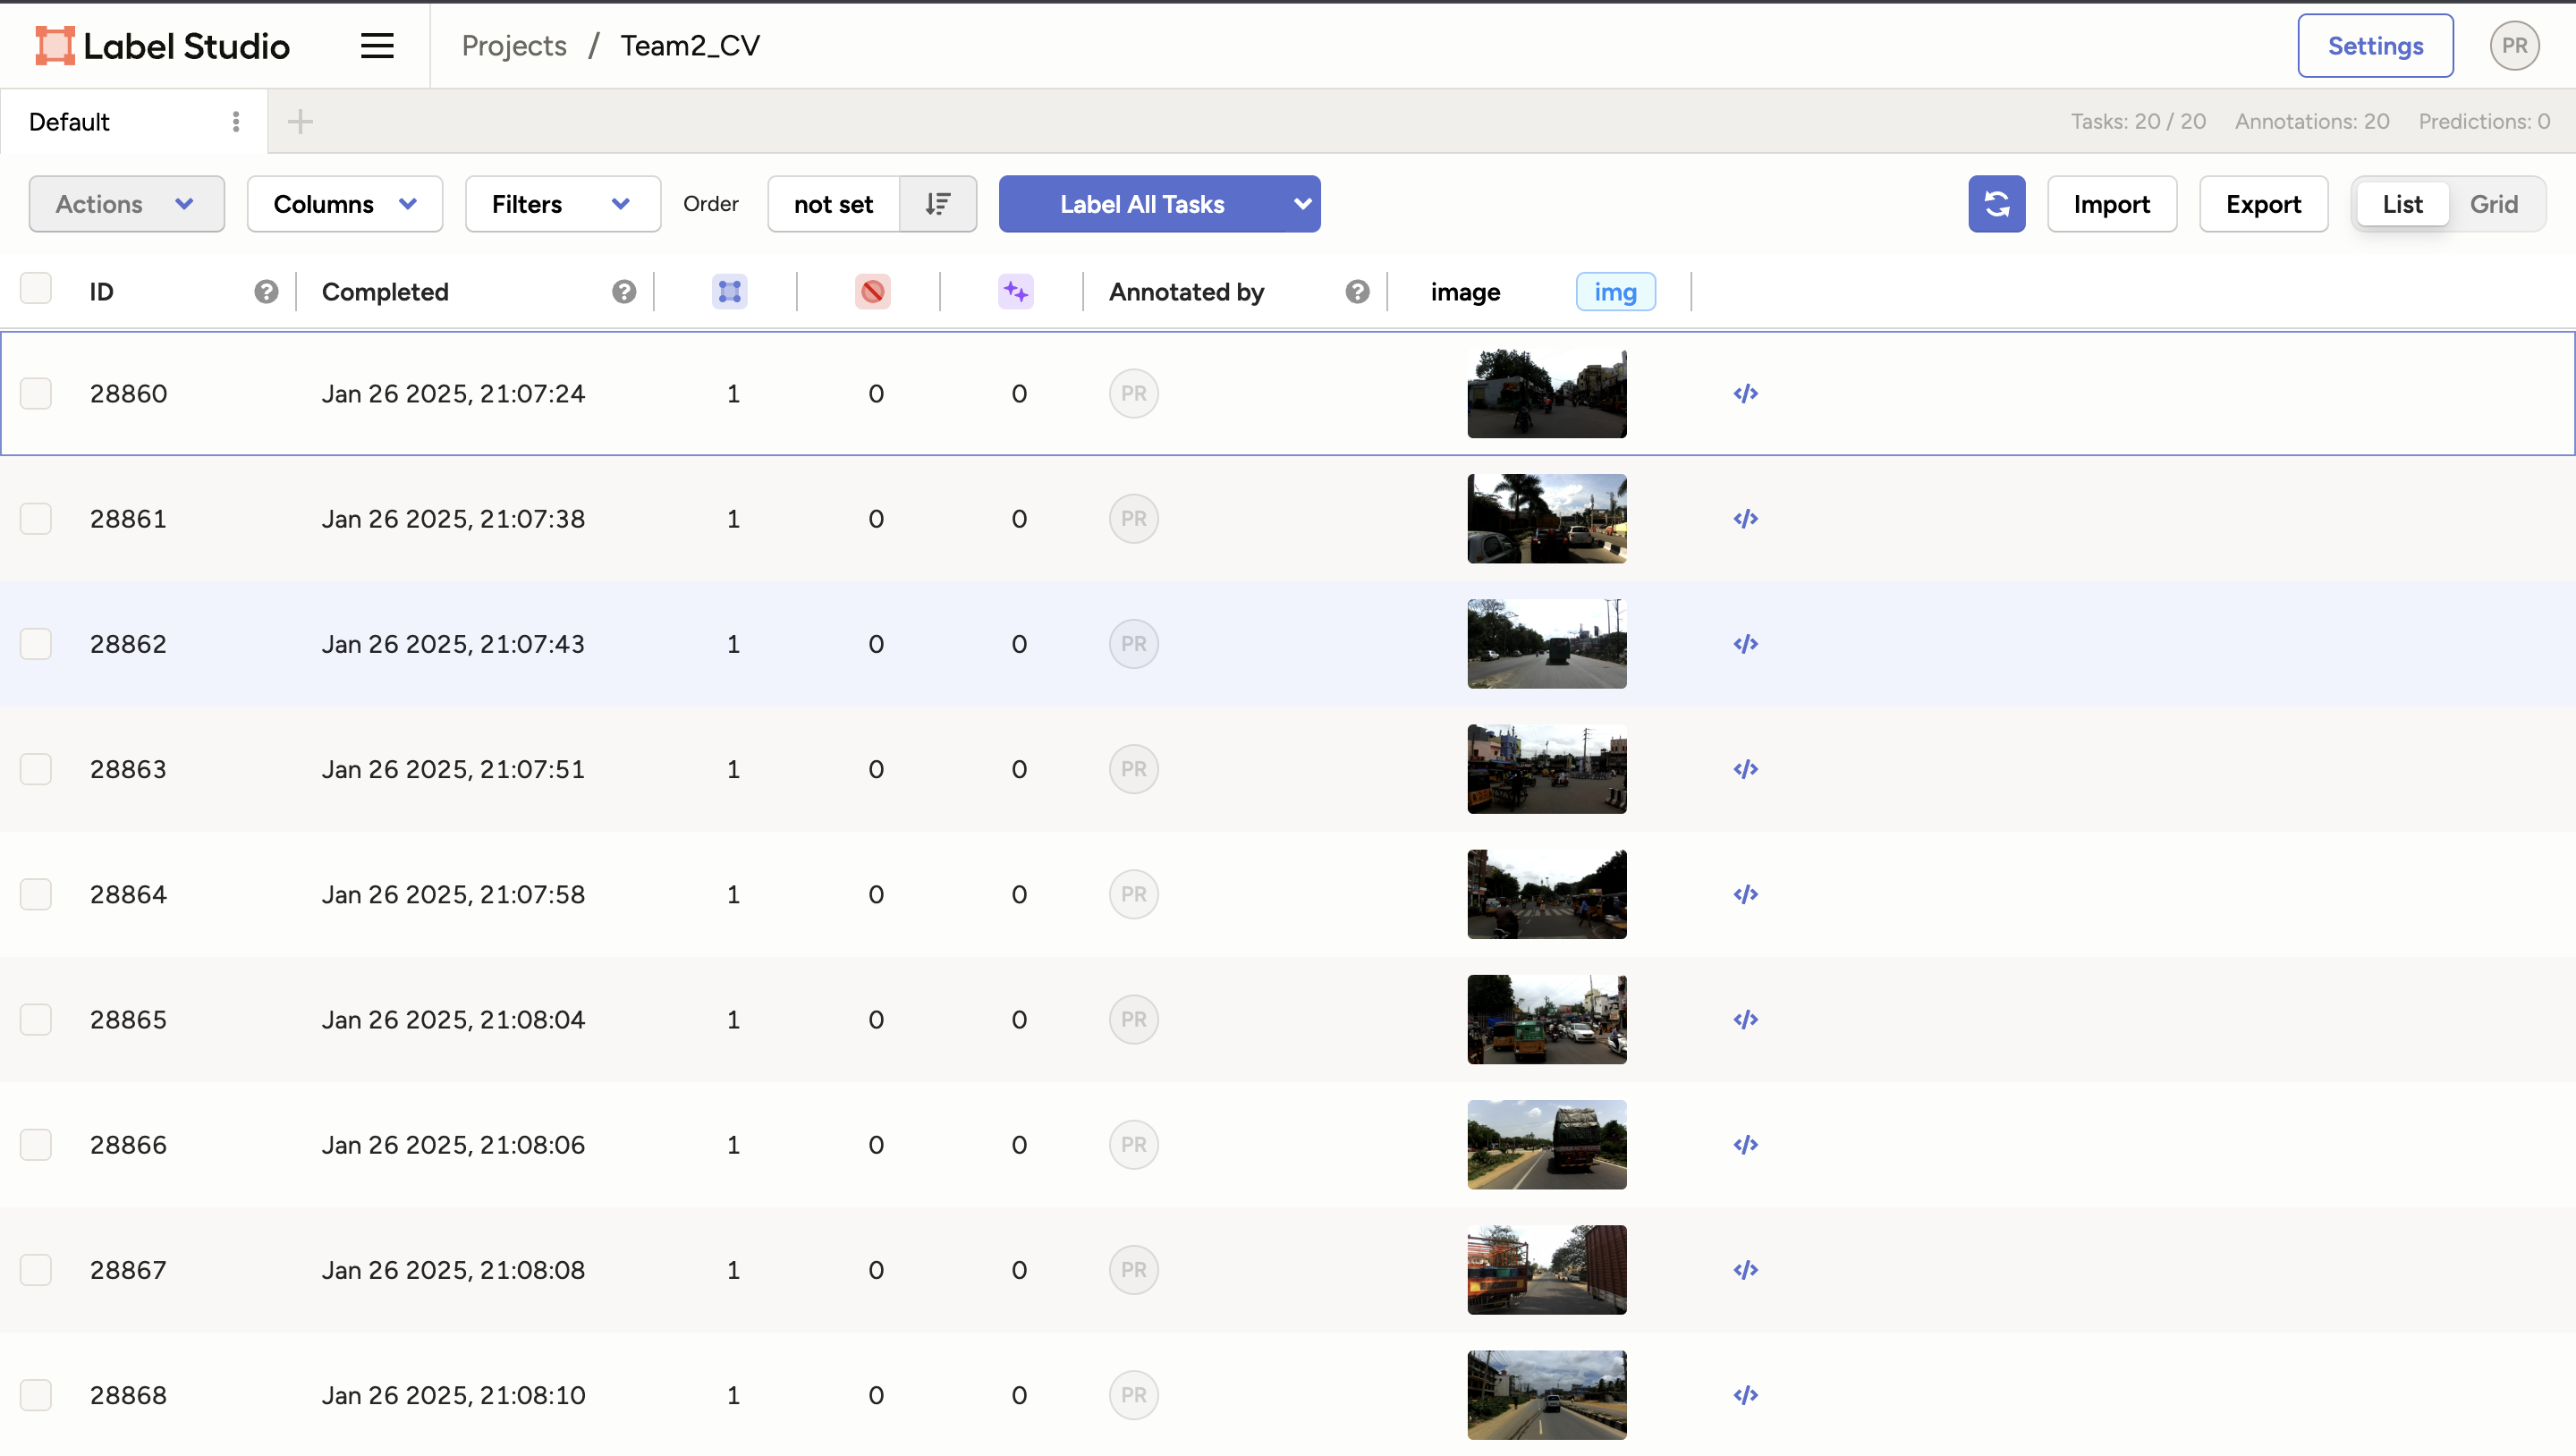 Label Studio Projects / Team2_CV Settings PR
Default Tasks: 20 / 20 Annotations: 20 Predictions: 0
Actions Columns Filters Order not set Label All Tasks Import Export List Grid
ID Completed Annotated by image img
28860 Jan 26 2025, 21:07:24 1 0 0 PR </>
28861 Jan 26 2025, 21:07:38 1 0 0 PR </>
28862 Jan 26 2025, 21:07:43 1 0 0 PR </>
28863 Jan 26 2025, 21:07:51 1 0 0 PR </>
28864 Jan 26 2025, 21:07:58 1 0 0 PR </>
28865 Jan 26 2025, 21:08:04 1 0 0 PR </>
28866 Jan 26 2025, 21:08:06 1 0 0 PR </>
28867 Jan 26 2025, 21:08:08 1 0 0 PR </>
28868 Jan 26 2025, 21:08:10 1 0 0 PR </>